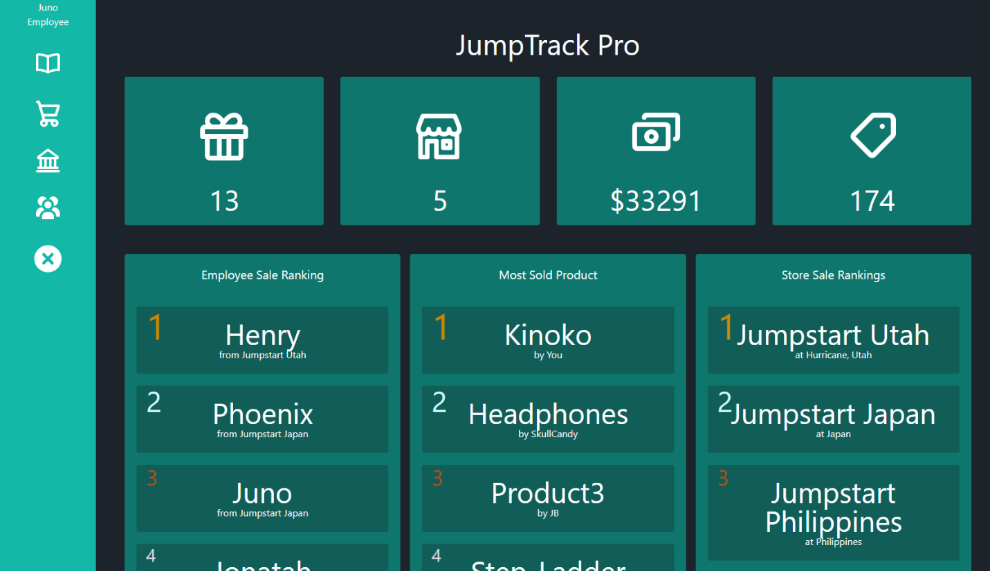 Juno
Employee
JumpTrack Pro
13
5
$33291
174
Employee Sale Ranking
1
Henry
from Jumpstart Utah
2
Phoenix
from Jumpstart Japan
3
Juno
from Jumpstart Japan
4
Jonatah
Most Sold Product
1
Kinoko
by You
2
Headphones
by SkullCandy
3
Product3
by JB
4
Step-Ladder
Store Sale Rankings
1
Jumpstart Utah
at Hurricane, Utah
2
Jumpstart Japan
at Japan
3
Jumpstart
Philippines
at Philippines